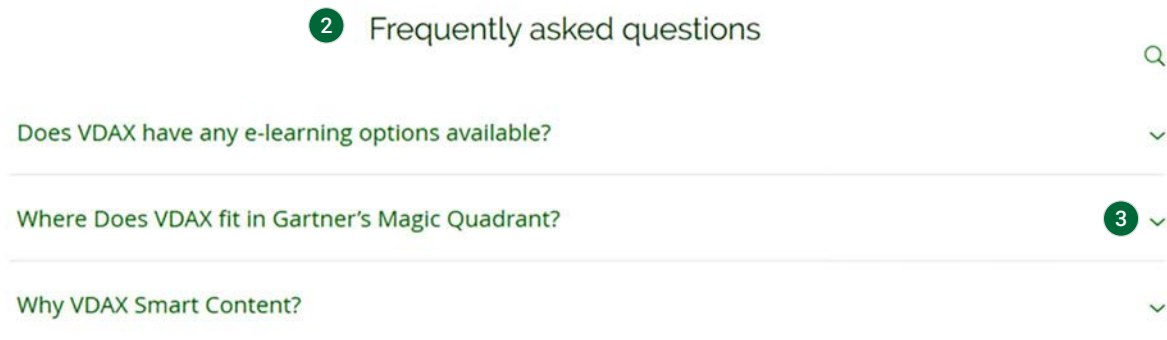 2 Frequently asked questions
Does VDAX have any e-learning options available?
Where Does VDAX fit in Gartner’s Magic Quadrant?
3
Why VDAX Smart Content?